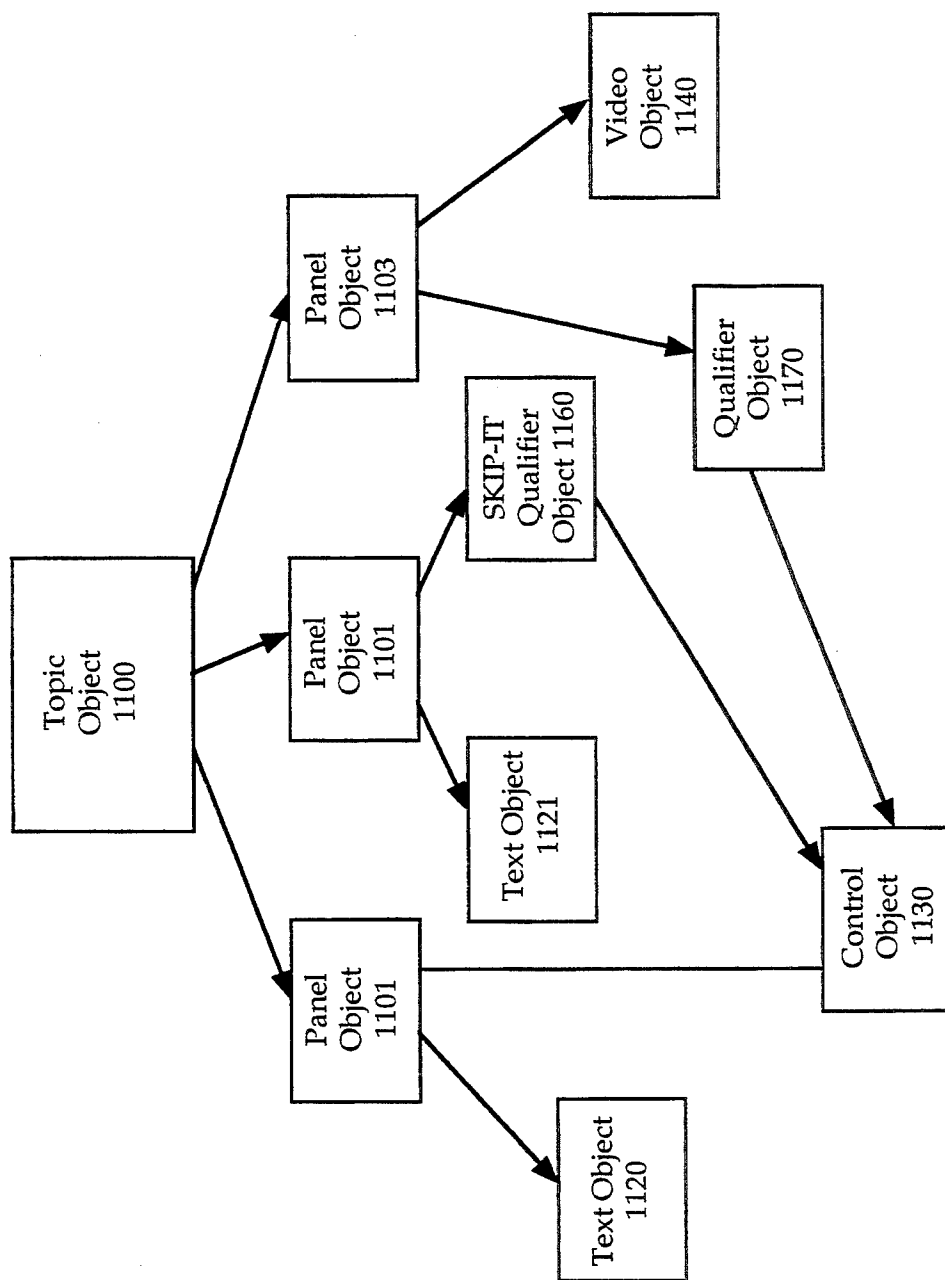 Topic
Object
1100
Panel
Object
1101
Panel
Object
1101
Panel
Object
1103
Text Object
1120
Text Object
1121
SKIP-IT
Qualifier
Object 1160
Video
Object
1140
Qualifier
Object
1170
Control
Object
1130